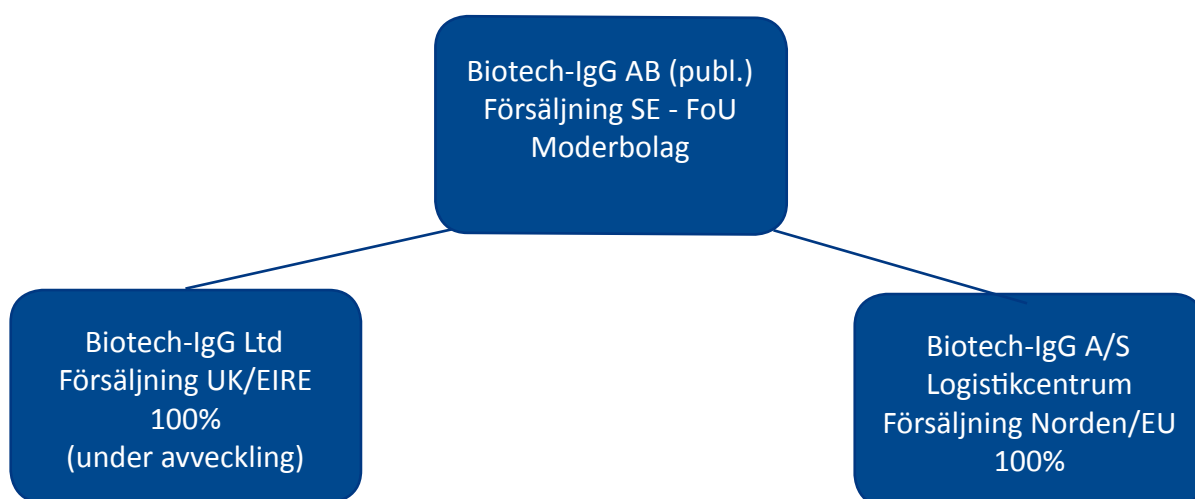 Biotech-IgG AB (publ.)
Försäljning SE - FoU
Moderbolag
Biotech-IgG Ltd
Försäljning UK/EIRE
100%
(under avveckling)
Biotech-IgG A/S
Logistikcentrum
Försäljning Norden/EU
100%